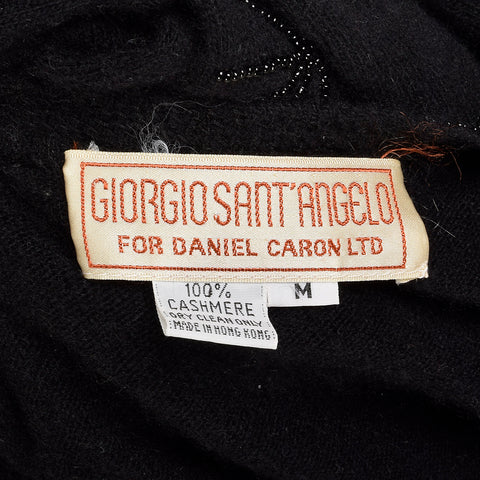 GIORGIO SANT'ANGELO
FOR DANIEL CARON LTD
100%
CASHMERE
DRY CLEAN ONLY
MADE IN HONG KONG
M